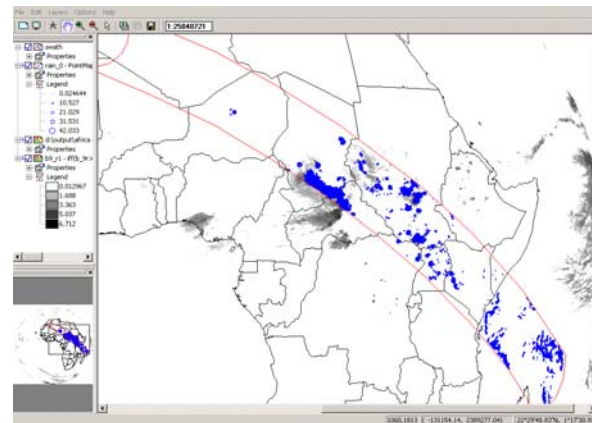 File Edit Layers Options Help
1:25840721
swath
Properties
rain_0 - PointMap
Properties
Legend
0.024644
10.527
21.029
31.531
42.033
Properties
Properties
Legend
0.012967
1.688
3.363
5.037
6.712